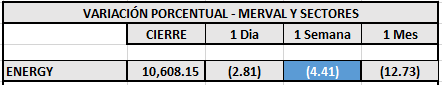 VARIACIÓN PORCENTUAL - MERVAL Y SECTORES
CIERRE 1 Dia 1 Semana 1 Mes
ENERGY 10,608.15 (2.81) (4.41) (12.73)